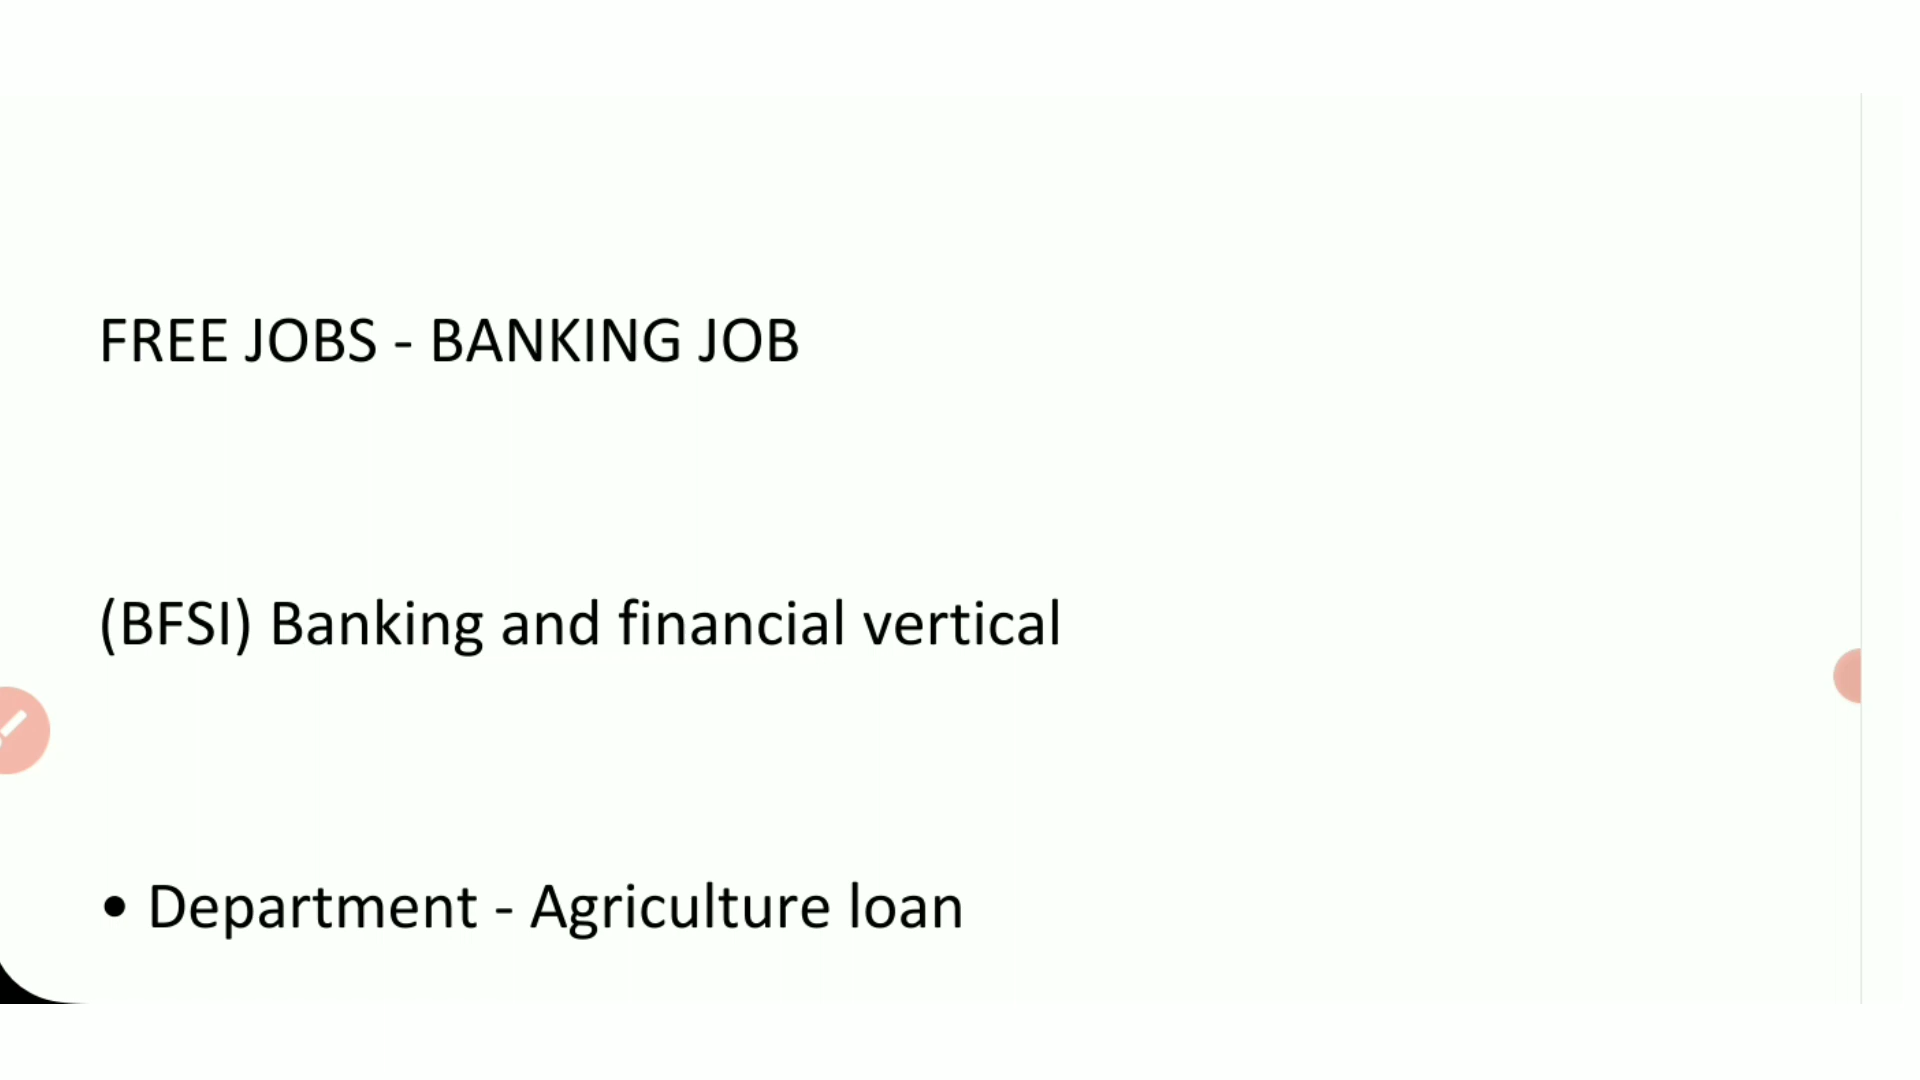 FREE JOBS - BANKING JOB
(BFSI) Banking and financial vertical
• Department - Agriculture loan